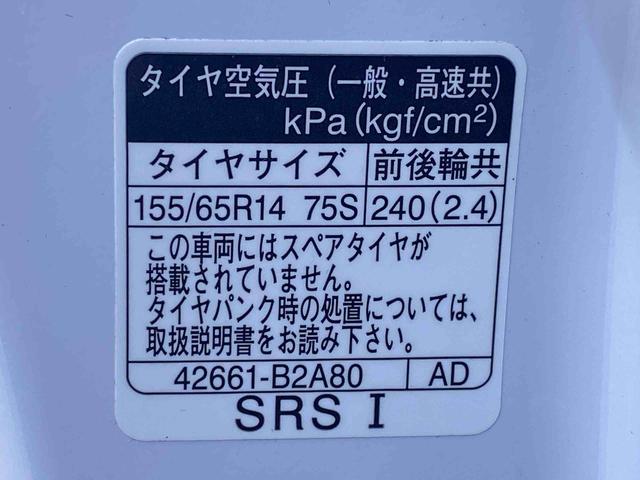 タイヤ空気圧（一般・高速共）
kPa(kgf/cm²)
タイヤサイズ 前後輪共
155/65R14 75S 240(2.4)
この車両にはスペアタイヤが
搭載されていません。
タイヤパンク時の処置については、
取扱説明書をお読み下さい。
42661-B2A80 AD
SRS I